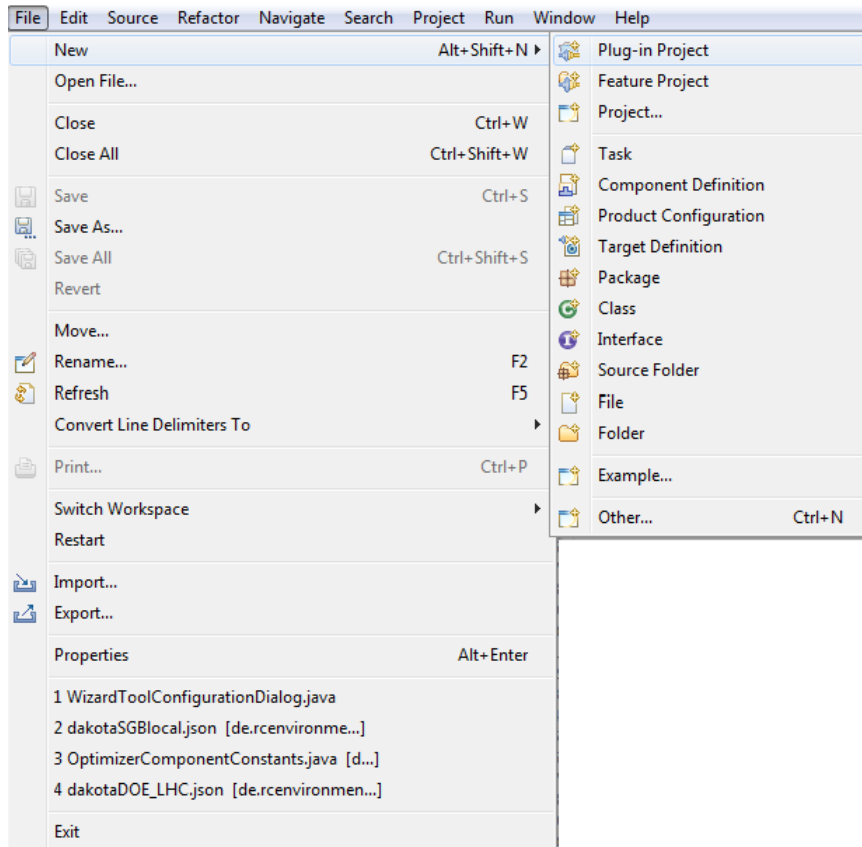 File Edit Source Refactor Navigate Search Project Run Window Help
New Alt+Shift+N
Open File...
Close Ctrl+W
Close All Ctrl+Shift+W
Save Ctrl+S
Save As...
Save All Ctrl+Shift+S
Revert
Move...
Rename... F2
Refresh F5
Convert Line Delimiters To
Print... Ctrl+P
Switch Workspace
Restart
Import...
Export...
Properties Alt+Enter
1 WizardToolConfigurationDialog.java
2 dakotaSGBlocal.json [de.rcenvironme...]
3 OptimizerComponentConstants.java [d...]
4 dakotaDOE_LHC.json [de.rcenvironmen...]
Exit
Plug-in Project
Feature Project
Project...
Task
Component Definition
Product Configuration
Target Definition
Package
Class
Interface
Source Folder
File
Folder
Example...
Other... Ctrl+N